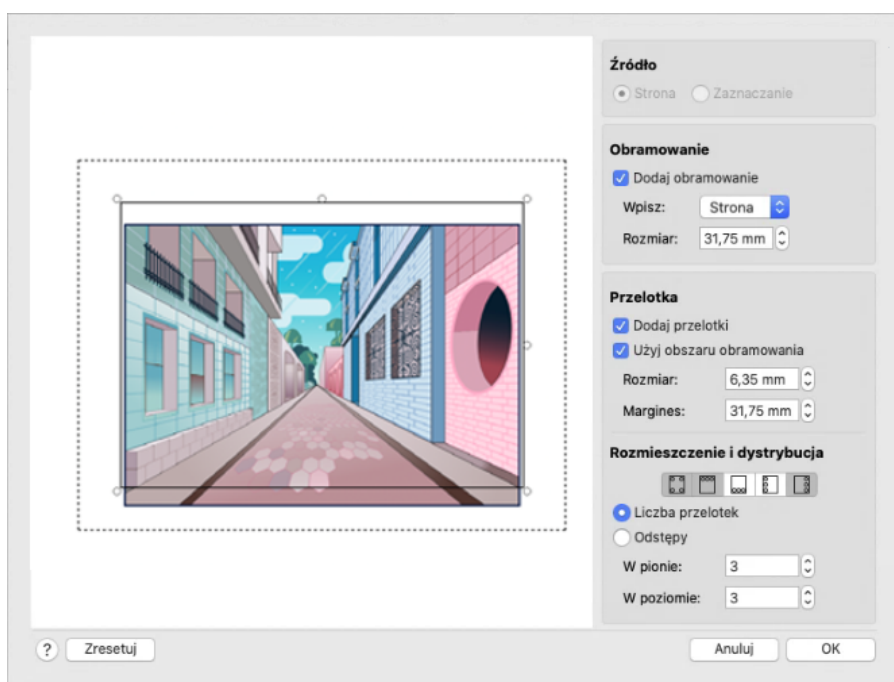 Źródło
Strona Zaznaczanie
Obramowanie
Dodaj obramowanie
Wpisz: Strona
Rozmiar: 31,75 mm
Przelotka
Dodaj przelotki
Użyj obszaru obramowania
Rozmiar: 6,35 mm
Margines: 31,75 mm
Rozmieszczenie i dystrybucja
Liczba przelotek
Odstępy
W pionie: 3
W poziomie: 3
? Zresetuj Anuluj OK